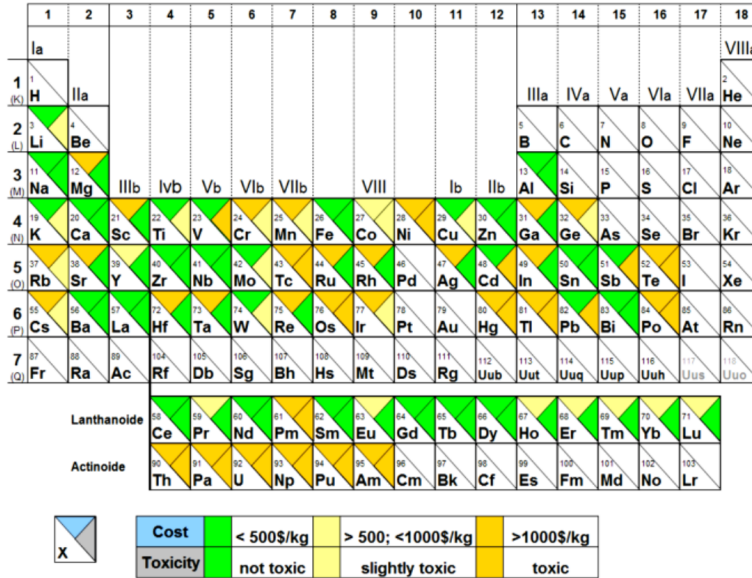 1 2 3 4 5 6 7 8 9 10 11 12 13 14 15 16 17 18
Ia VIIIa
1 (K) 1 H IIa IIIa IVa Va VIa VIIa 2 He
2 (L) 3 Li 4 Be 5 B 6 C 7 N 8 O 9 F 10 Ne
3 (M) 11 Na 12 Mg IIIb IVb Vb VIb VIIb VIII Ib IIb 13 Al 14 Si 15 P 16 S 17 Cl 18 Ar
4 (N) 19 K 20 Ca 21 Sc 22 Ti 23 V 24 Cr 25 Mn 26 Fe 27 Co 28 Ni 29 Cu 30 Zn 31 Ga 32 Ge 33 As 34 Se 35 Br 36 Kr
5 (O) 37 Rb 38 Sr 39 Y 40 Zr 41 Nb 42 Mo 43 Tc 44 Ru 45 Rh 46 Pd 47 Ag 48 Cd 49 In 50 Sn 51 Sb 52 Te 53 I 54 Xe
6 (P) 55 Cs 56 Ba 57 La 72 Hf 73 Ta 74 W 75 Re 76 Os 77 Ir 78 Pt 79 Au 80 Hg 81 Tl 82 Pb 83 Bi 84 Po 85 At 86 Rn
7 (Q) 87 Fr 88 Ra 89 Ac 104 Rf 105 Db 106 Sg 107 Bh 108 Hs 109 Mt 110 Ds 111 Rg 112 Uub 113 Uut 114 Uuq 115 Uup 116 Uuh 117 Uus 118 Uuo
Lanthanoide 58 Ce 59 Pr 60 Nd 61 Pm 62 Sm 63 Eu 64 Gd 65 Tb 66 Dy 67 Ho 68 Er 69 Tm 70 Yb 71 Lu
Actinoide 90 Th 91 Pa 92 U 93 Np 94 Pu 95 Am 96 Cm 97 Bk 98 Cf 99 Es 100 Fm 101 Md 102 No 103 Lr
X Cost < 500$/kg > 500; <1000$/kg >1000$/kg
Toxicity not toxic slightly toxic toxic